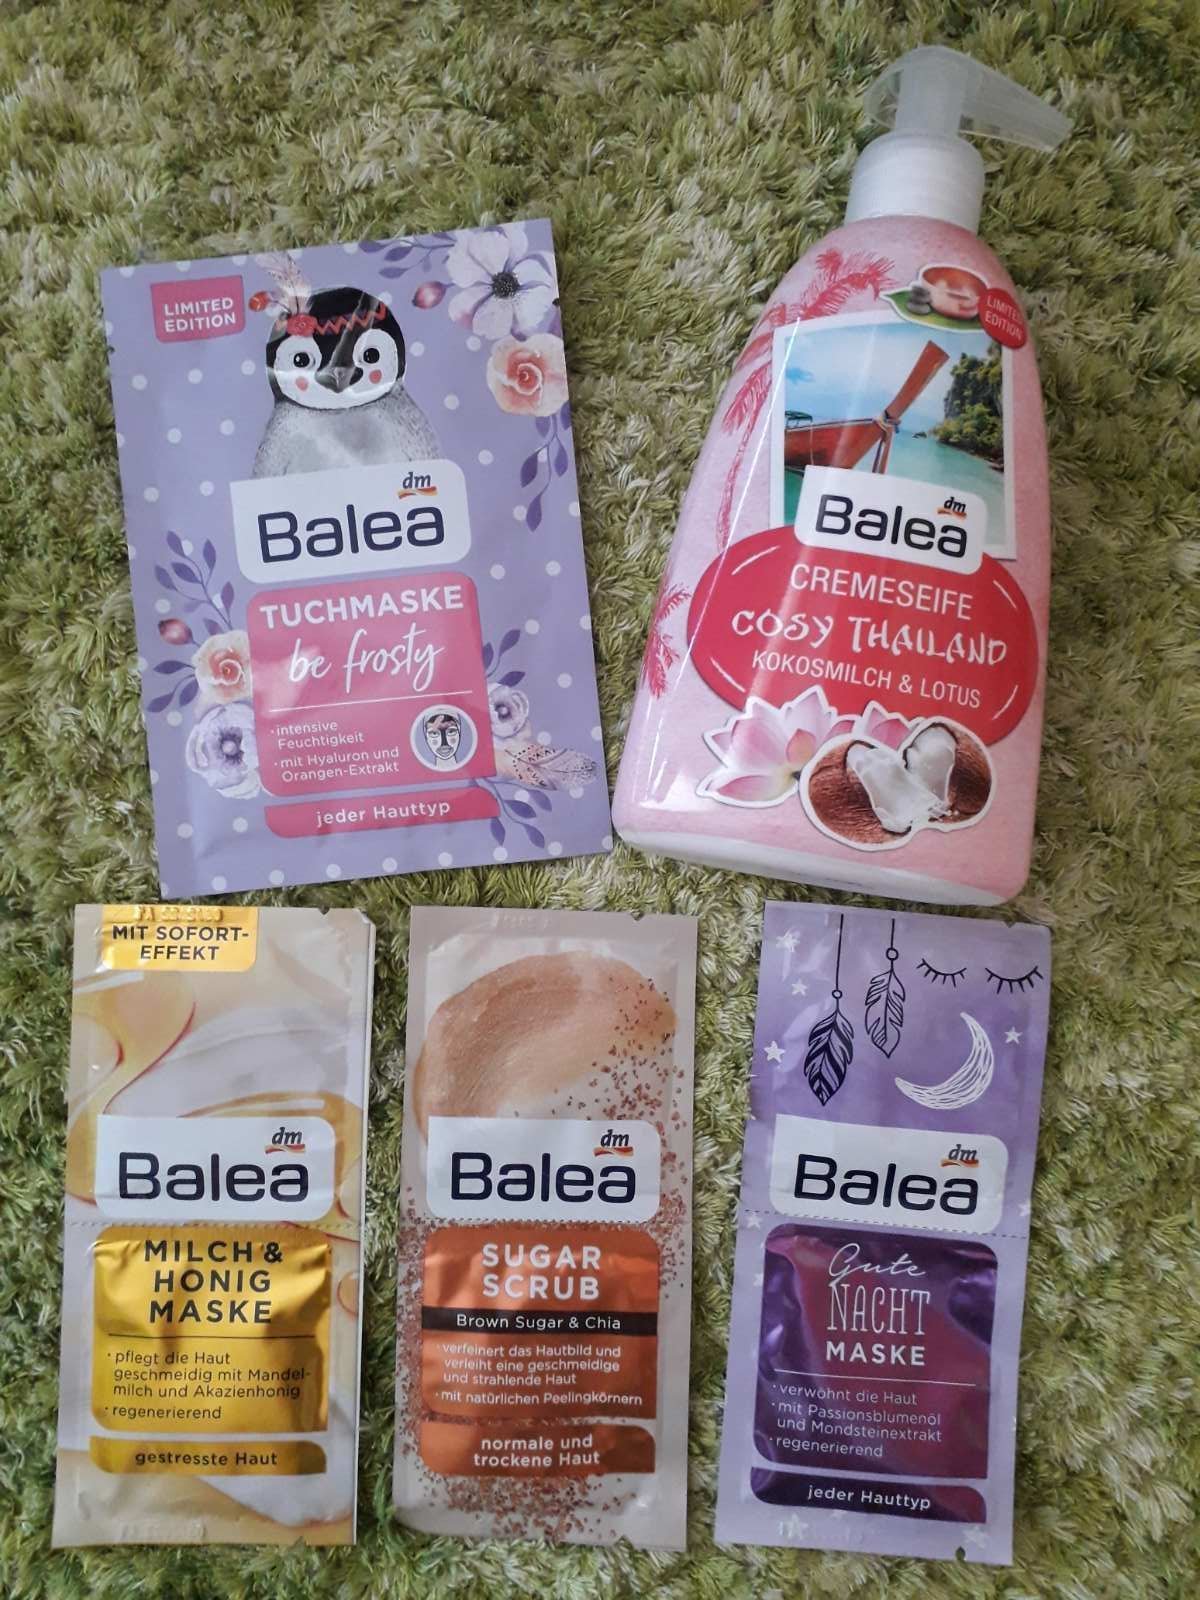 LIMITED
EDITION
dm
Balea
TUCHMASKE
be frosty
· intensive
Feuchtigkeit
· mit Hyaluron und
Orangen-Extrakt
jeder Hauttyp
LIMITED
EDITION
dm
Balea
CREMESEIFE
COSY THAILAND
KOKOSMILCH & LOTUS
MIT SOFORT-
EFFEKT
dm
Balea
MILCH &
HONIG
MASKE
· pflegt die Haut
geschmeidig mit Mandel-
milch und Akazienhonig
· regenerierend
gestresste Haut
dm
Balea
SUGAR
SCRUB
Brown Sugar & Chia
· verfeinert das Hautbild und
verleiht eine geschmeidige
und strahlende Haut
· mit natürlichen Peelingkörnern
normale und
trockene Haut
dm
Balea
Gute
NACHT
MASKE
· verwöhnt die Haut
· mit Passionsblumenöl
und Mondsteinextrakt
· regenerierend
jeder Hauttyp